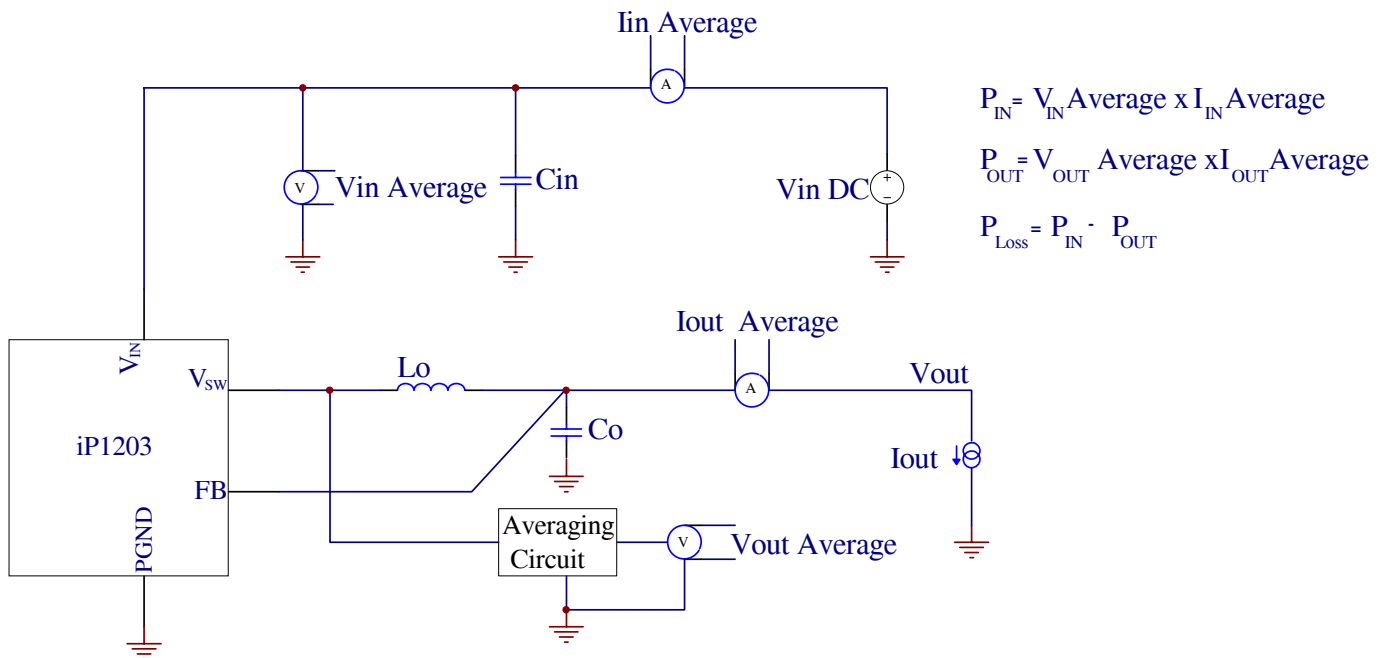 Iin Average
A
P_IN = V_IN Average x I_IN Average
V
Vin Average
Cin
Vin DC
+
−
P_OUT = V_OUT Average x I_OUT Average
P_Loss = P_IN - P_OUT
Iout Average
A
V_IN
V_SW
Lo
Vout
iP1203
Co
Iout
FB
PGND
Averaging
Circuit
V
Vout Average